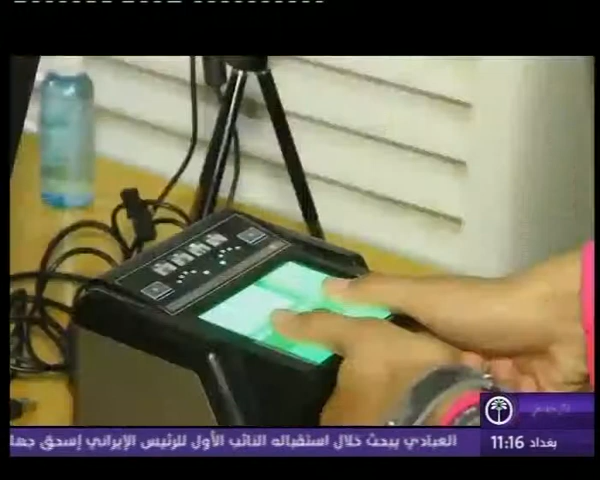 العبادي يبحث خلال استقباله النائب الأول للرئيس الإيراني إسحق جها
11:16 بغداد